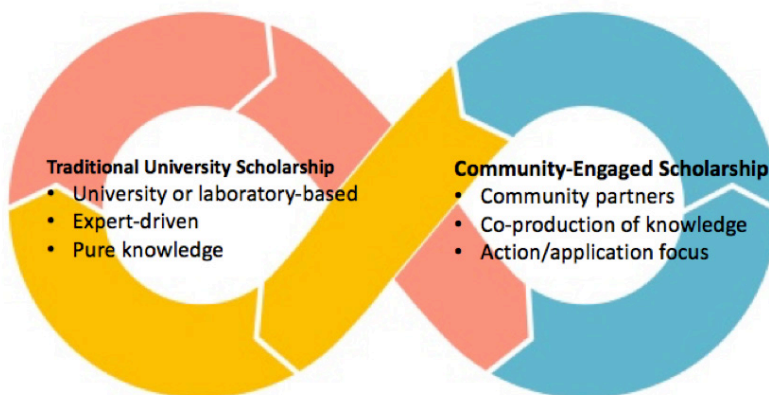 Traditional University Scholarship
• University or laboratory-based
• Expert-driven
• Pure knowledge
Community-Engaged Scholarship
• Community partners
• Co-production of knowledge
• Action/application focus